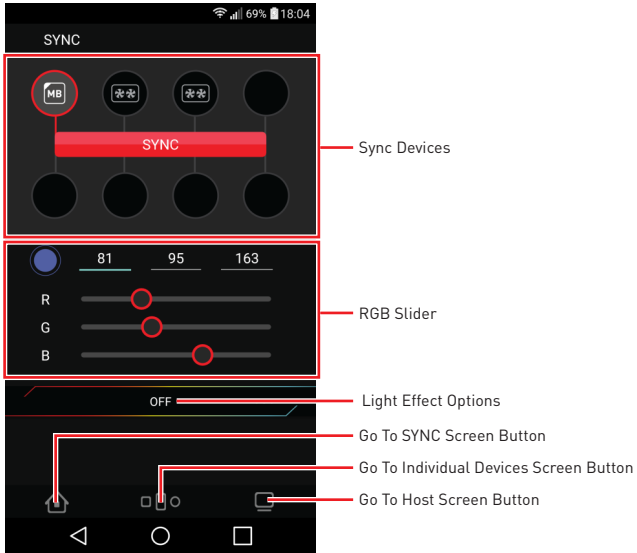 69% 18:04
SYNC
MB
SYNC
Sync Devices
81 95 163
R
G
B
RGB Slider
OFF
Light Effect Options
Go To SYNC Screen Button
Go To Individual Devices Screen Button
Go To Host Screen Button